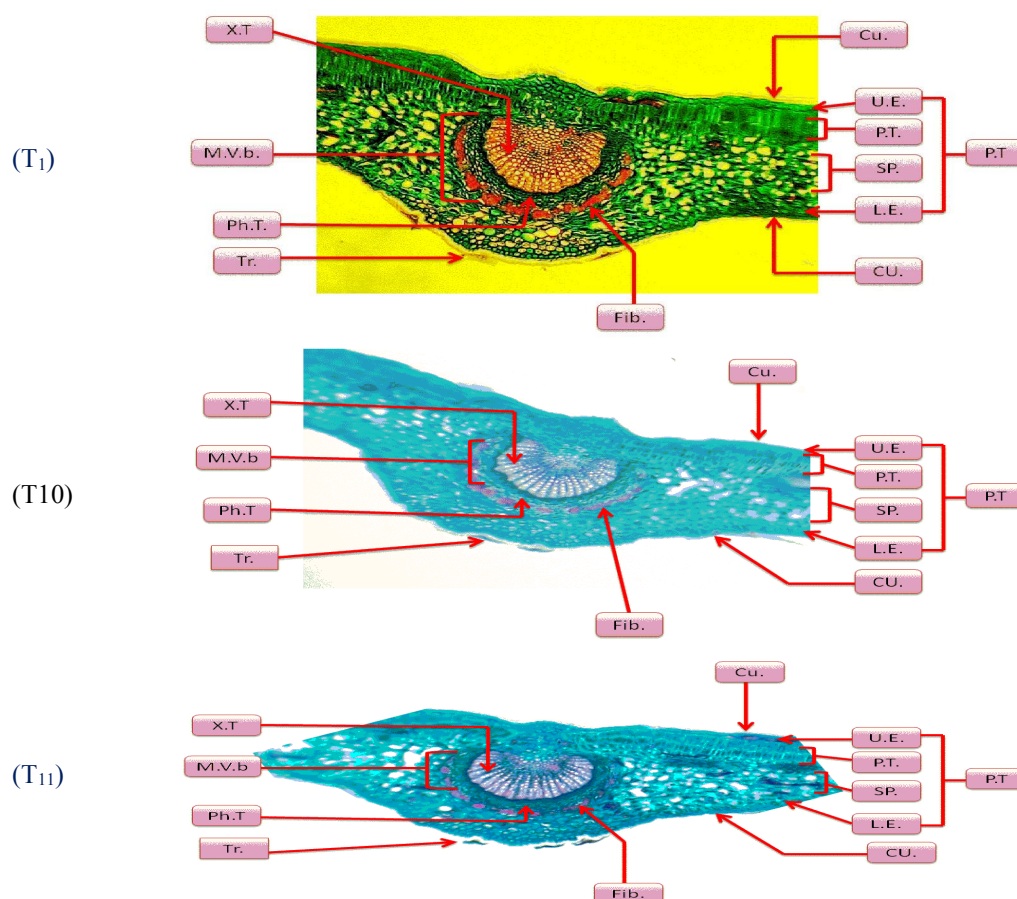 X.T
Cu.
U.E.
(T₁)
M.V.b.
P.T.
P.T
SP.
Ph.T.
L.E.
Tr.
CU.
Fib.
Cu.
X.T
U.E.
M.V.b
P.T.
(T10)
P.T
Ph.T
SP.
Tr.
L.E.
CU.
Fib.
Cu.
X.T
U.E.
(T₁₁)
M.V.b
P.T.
P.T
SP.
Ph.T
L.E.
Tr.
CU.
Fib.